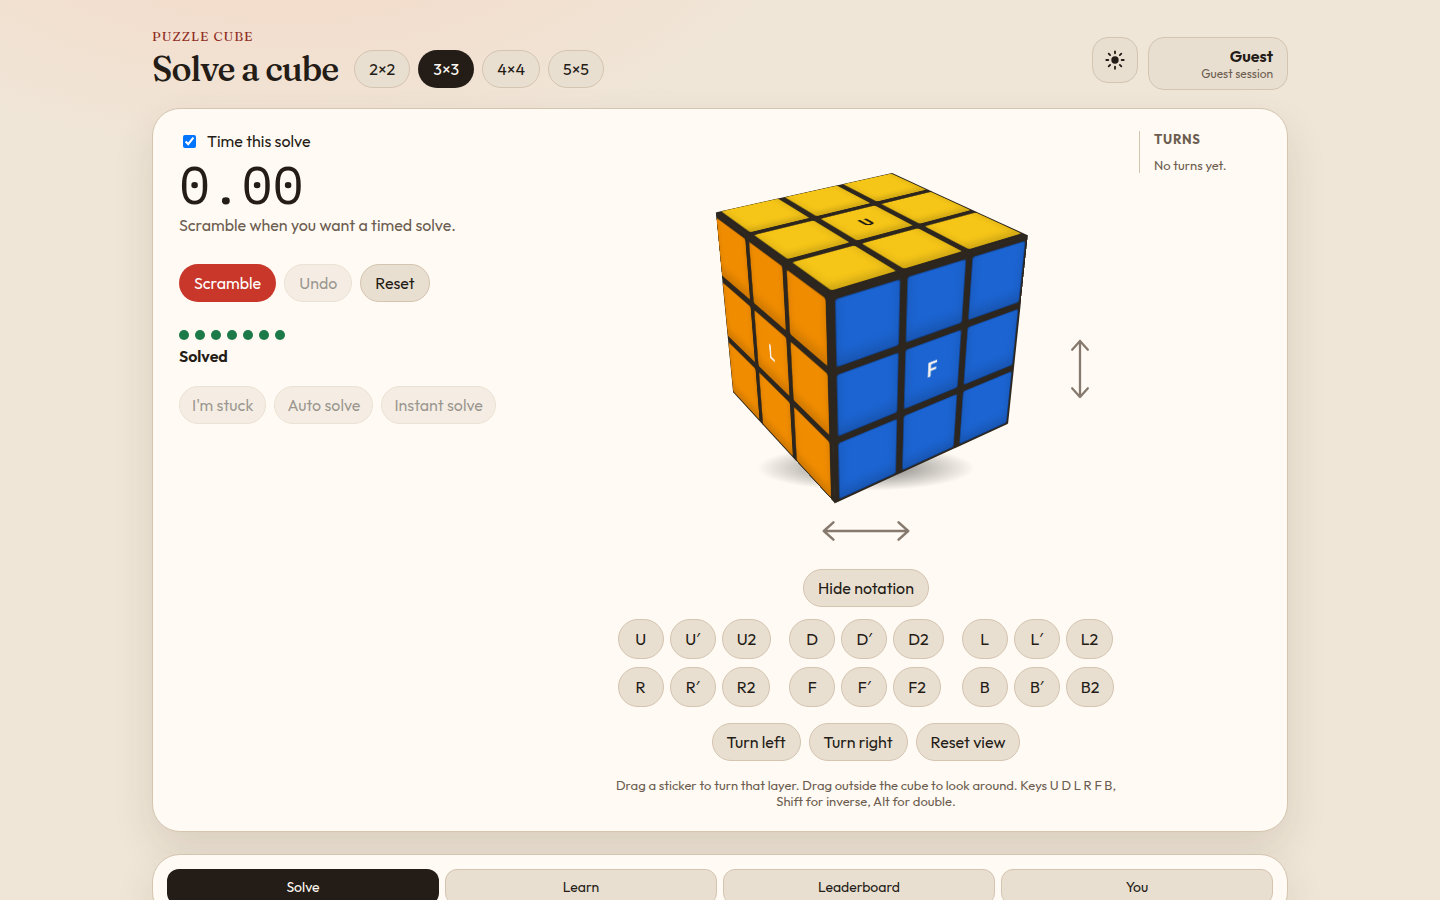 PUZZLE CUBE
Solve a cube
2×2
3×3
4×4
5×5
Guest
Guest session
Time this solve
0.00
Scramble when you want a timed solve.
Scramble
Undo
Reset
Solved
I'm stuck
Auto solve
Instant solve
TURNS
No turns yet.
U
L
F
Hide notation
U U′ U2 D D′ D2 L L′ L2
R R′ R2 F F′ F2 B B′ B2
Turn left
Turn right
Reset view
Drag a sticker to turn that layer. Drag outside the cube to look around. Keys U D L R F B,
Shift for inverse, Alt for double.
Solve
Learn
Leaderboard
You